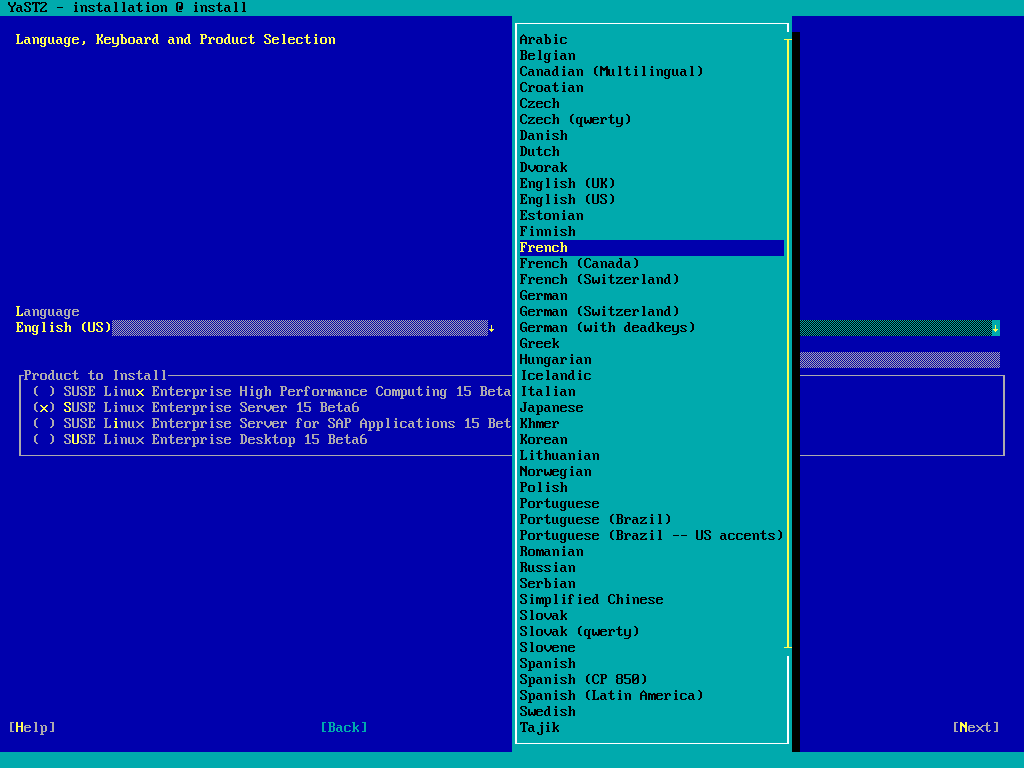 YaST2 - installation @ install
Language, Keyboard and Product Selection
Language
English (US)↓
↓
Product to Install
( ) SUSE Linux Enterprise High Performance Computing 15 Beta
(x) SUSE Linux Enterprise Server 15 Beta6
( ) SUSE Linux Enterprise Server for SAP Applications 15 Bet
( ) SUSE Linux Enterprise Desktop 15 Beta6
Arabic
Belgian
Canadian (Multilingual)
Croatian
Czech
Czech (qwerty)
Danish
Dutch
Dvorak
English (UK)
English (US)
Estonian
Finnish
French
French (Canada)
French (Switzerland)
German
German (Switzerland)
German (with deadkeys)
Greek
Hungarian
Icelandic
Italian
Japanese
Khmer
Korean
Lithuanian
Norwegian
Polish
Portuguese
Portuguese (Brazil)
Portuguese (Brazil -- US accents)
Romanian
Russian
Serbian
Simplified Chinese
Slovak
Slovak (qwerty)
Slovene
Spanish
Spanish (CP 850)
Spanish (Latin America)
Swedish
Tajik
[Help]
[Back]
[Next]